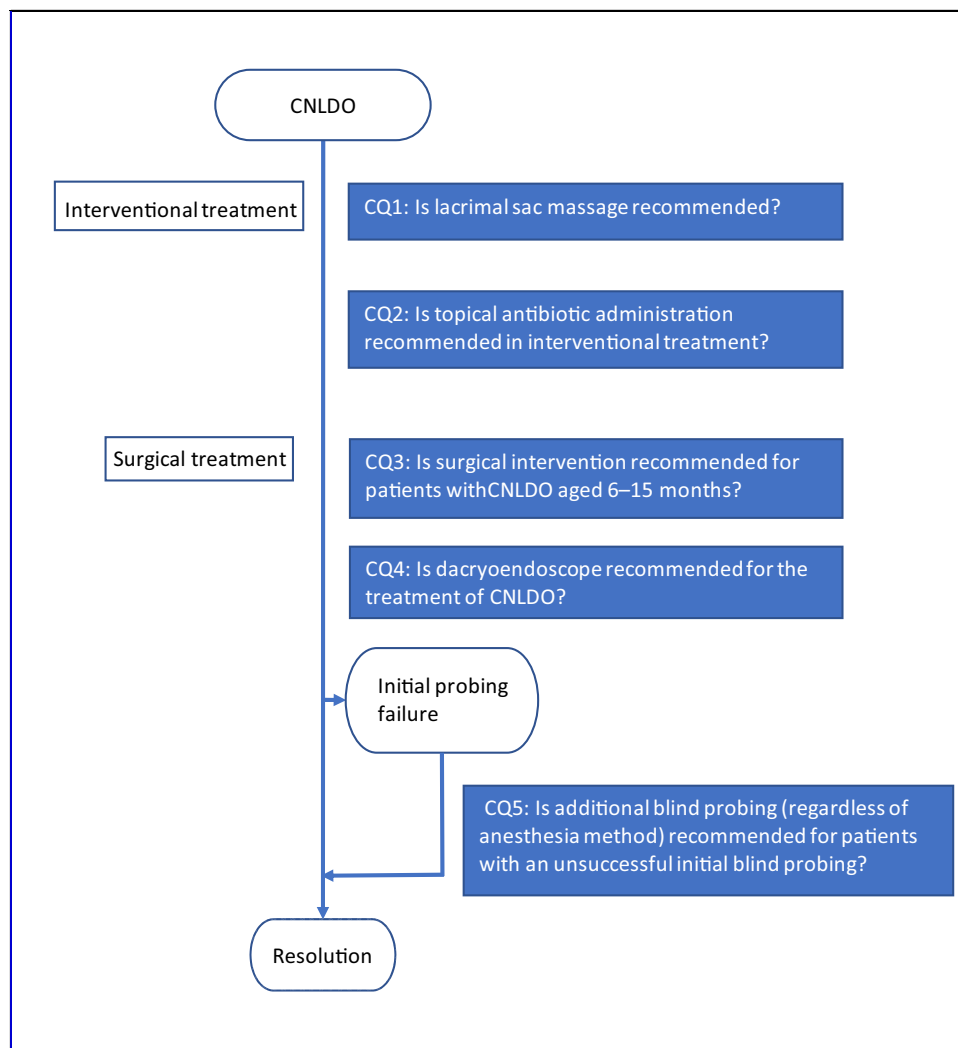 CNLDO
Interventional treatment
CQ1: Is lacrimal sac massage recommended?
CQ2: Is topical antibiotic administration
recommended in interventional treatment?
Surgical treatment
CQ3: Is surgical intervention recommended for
patients withCNLDO aged 6–15 months?
CQ4: Is dacryoendoscope recommended for the
treatment of CNLDO?
Initial probing
failure
CQ5: Is additional blind probing (regardless of
anesthesia method) recommended for patients
with an unsuccessful initial blind probing?
Resolution